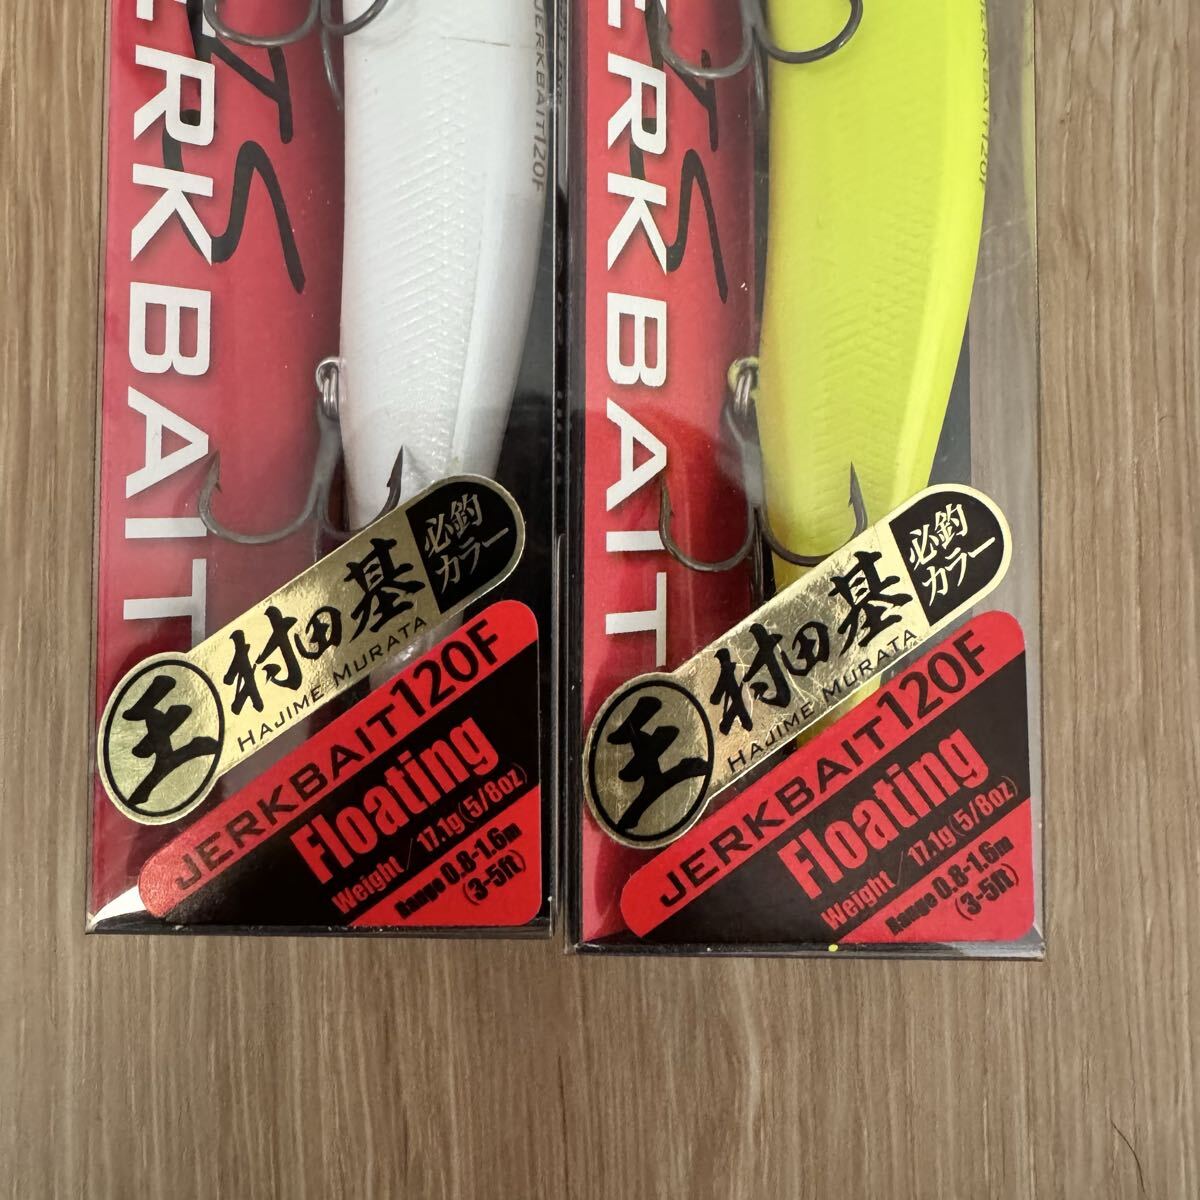 ERKBAIT
TS
JERKBAIT120F
必釣
カラー
王
村田基
HAJIME MURATA
JERKBAIT120F
Floating
Weight / 17.1g(5/8oz)
Range 0.8-1.6m
(3-5ft)
ERKBAIT
TS
JERKBAIT120F
必釣
カラー
王
村田基
HAJIME MURATA
JERKBAIT120F
Floating
Weight / 17.1g(5/8oz)
Range 0.8-1.6m
(3-5ft)